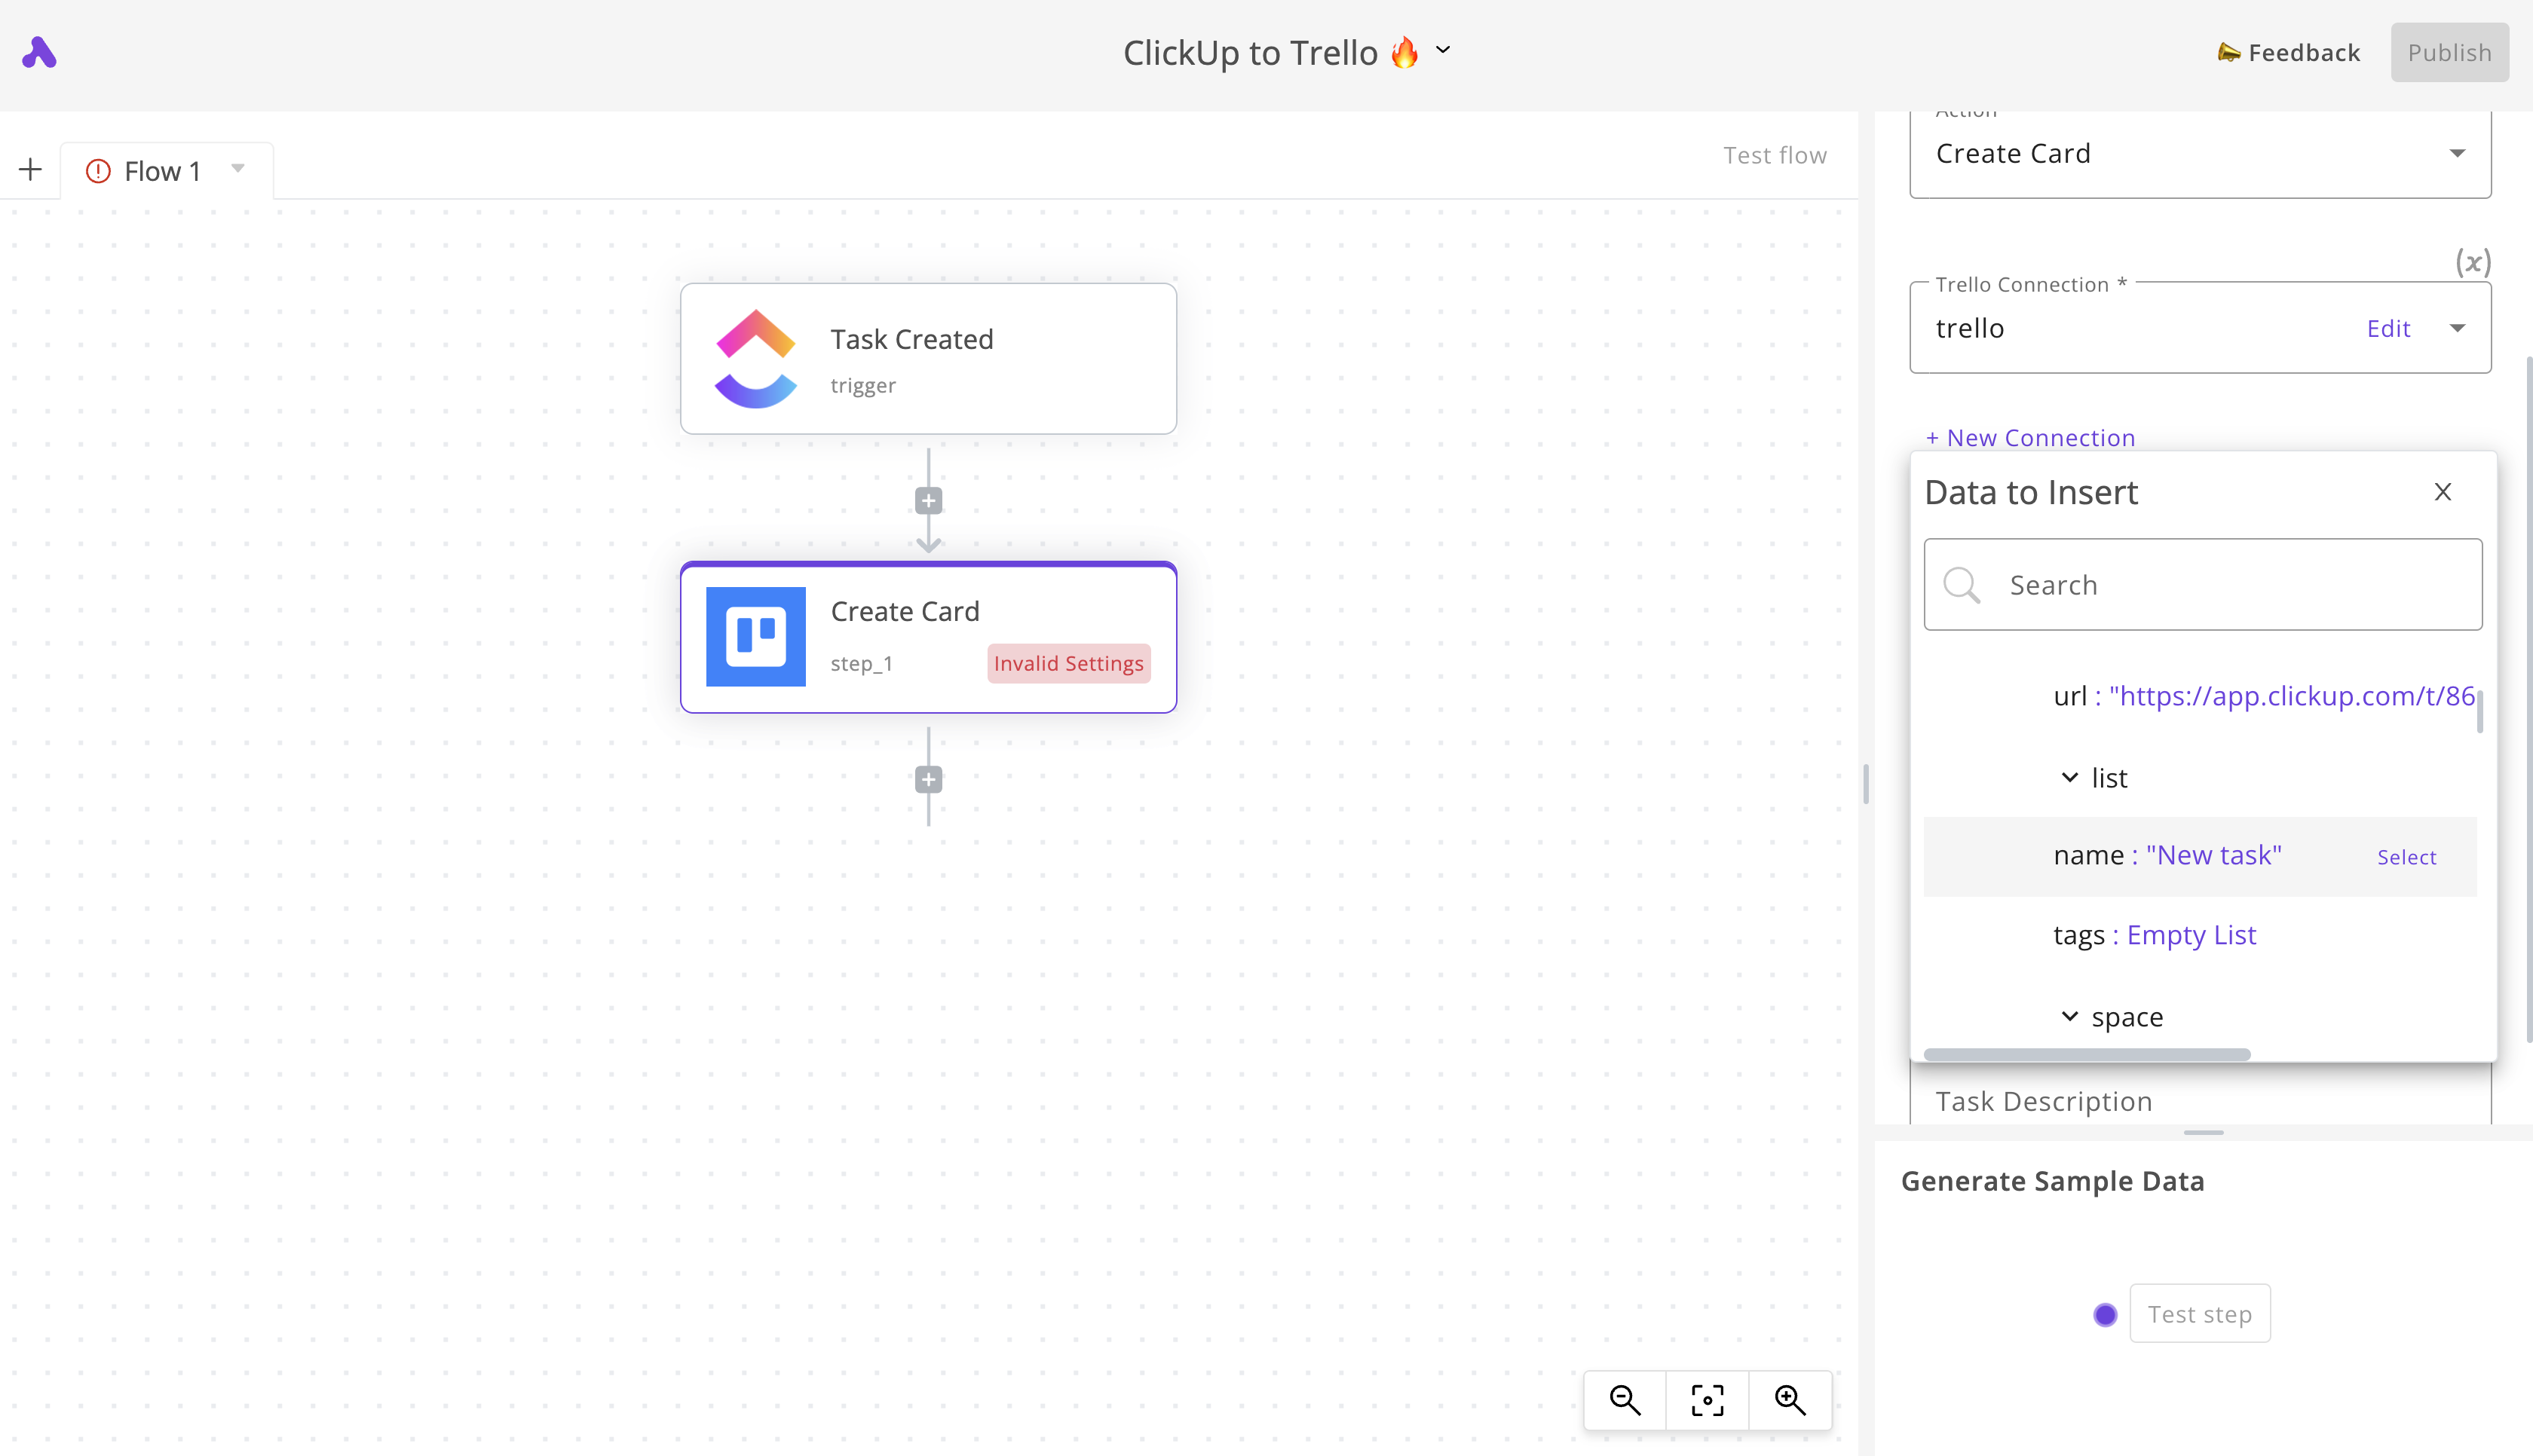 ClickUp to Trello 🔥
Feedback
Publish
Flow 1
Test flow
Action
Create Card
(x)
Trello Connection *
trello
Edit
+ New Connection
Task Created
trigger
Create Card
step_1
Invalid Settings
Data to Insert
X
Search
url : "https://app.clickup.com/t/86
list
name : "New task"
Select
tags : Empty List
space
Task Description
Generate Sample Data
Test step